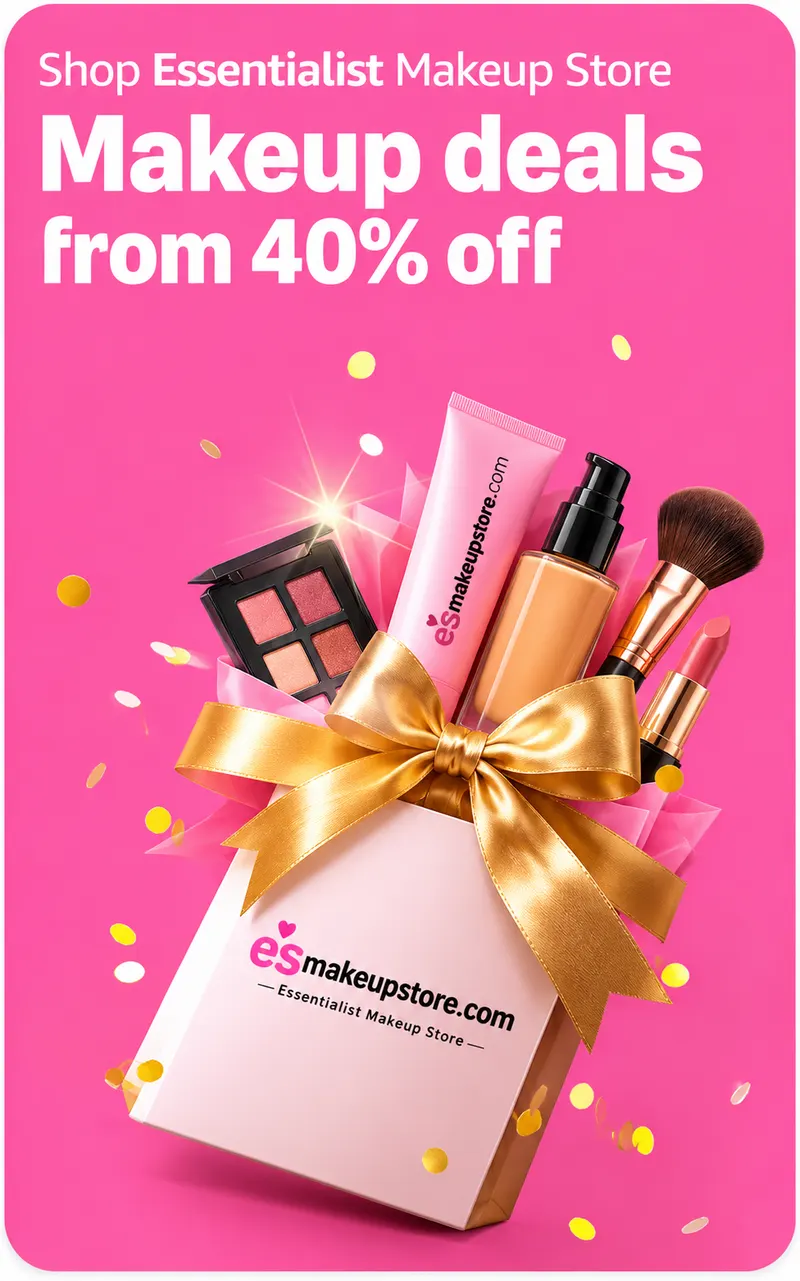 Shop Essentialist Makeup Store
Makeup deals
from 40% off
esmakeupstore.com
esmakeupstore.com
— Essentialist Makeup Store —